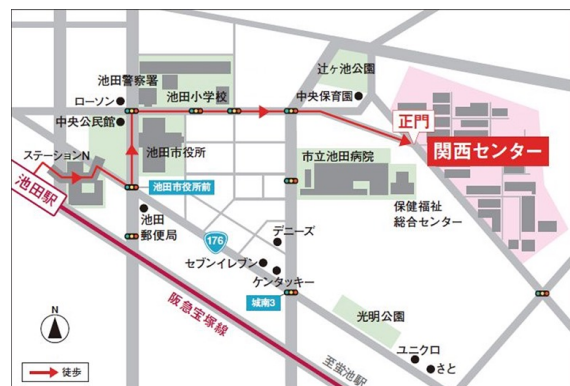 辻ヶ池公園
池田警察署
ローソン
池田小学校
中央保育園
中央公民館
正門
関西センター
ステーションN
池田市役所
市立池田病院
池田駅
池田市役所前
保健福祉
総合センター
池田
郵便局
176
デニーズ
セブンイレブン
ケンタッキー
城南3
阪急宝塚線
光明公園
N
至蛍池駅
ユニクロ
さと
徒歩